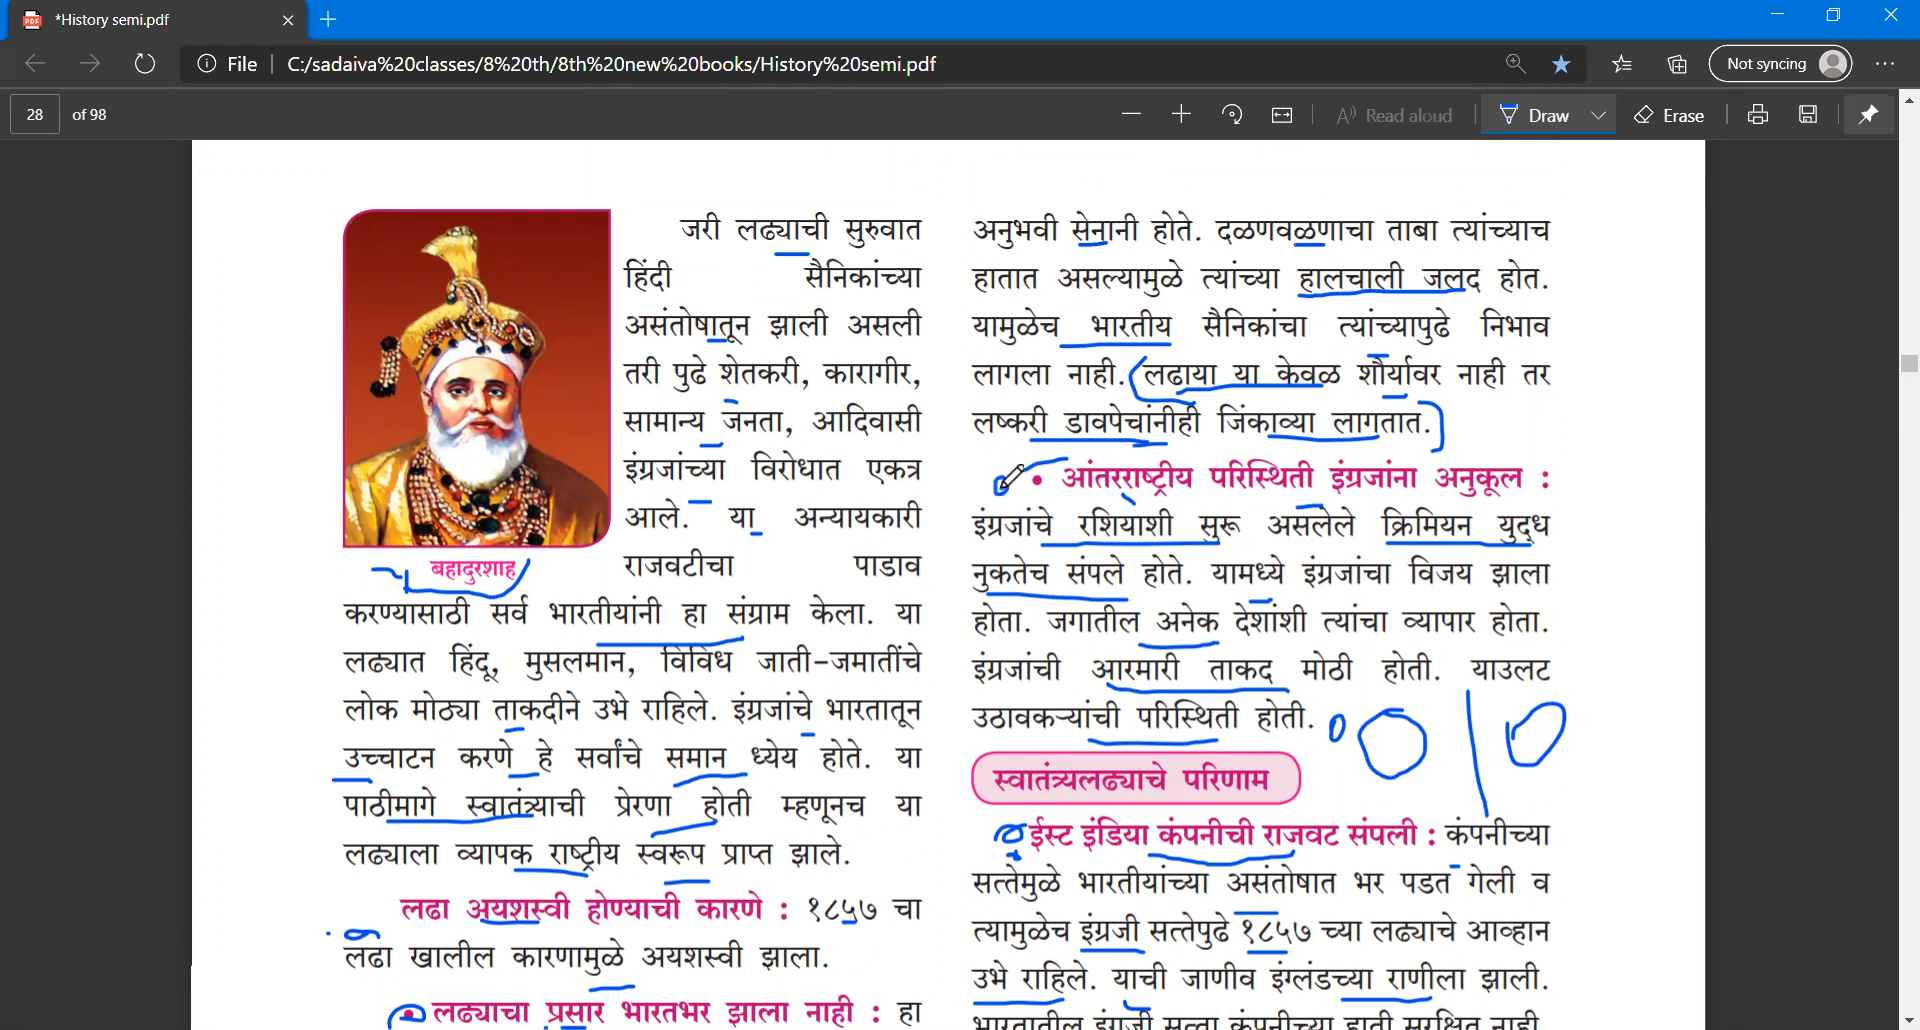 *History semi.pdf
File
C:/sadaiva%20classes/8%20th/8th%20new%20books/History%20semi.pdf
Not syncing
28 of 98
Read aloud
Draw
Erase
जरी लढ्याची सुरुवात
हिंदी सैनिकांच्या
असंतोषातून झाली असली
तरी पुढे शेतकरी, कारागीर,
सामान्य जनता, आदिवासी
इंग्रजांच्या विरोधात एकत्र
आले. या अन्यायकारी
राजवटीचा पाडाव
बहादुरशाह
करण्यासाठी सर्व भारतीयांनी हा संग्राम केला. या
लढ्यात हिंदू, मुसलमान, विविध जाती-जमातींचे
लोक मोठ्या ताकदीने उभे राहिले. इंग्रजांचे भारतातून
उच्चाटन करणे हे सर्वांचे समान ध्येय होते. या
पाठीमागे स्वातंत्र्याची प्रेरणा होती म्हणूनच या
लढ्याला व्यापक राष्ट्रीय स्वरूप प्राप्त झाले.
लढा अयशस्वी होण्याची कारणे : १८५७ चा
लढा खालील कारणामुळे अयशस्वी झाला.
• लढ्याचा प्रसार भारतभर झाला नाही : हा
अनुभवी सेनानी होते. दळणवळणाचा ताबा त्यांच्याच
हातात असल्यामुळे त्यांच्या हालचाली जलद होत.
यामुळेच भारतीय सैनिकांचा त्यांच्यापुढे निभाव
लागला नाही. लढाया या केवळ शौर्यावर नाही तर
लष्करी डावपेचांनीही जिंकाव्या लागतात.
• आंतरराष्ट्रीय परिस्थिती इंग्रजांना अनुकूल :
इंग्रजांचे रशियाशी सुरू असलेले क्रिमियन युद्ध
नुकतेच संपले होते. यामध्ये इंग्रजांचा विजय झाला
होता. जगातील अनेक देशांशी त्यांचा व्यापार होता.
इंग्रजांची आरमारी ताकद मोठी होती. याउलट
उठावकऱ्यांची परिस्थिती होती.
स्वातंत्र्यलढ्याचे परिणाम
ईस्ट इंडिया कंपनीची राजवट संपली : कंपनीच्या
सत्तेमुळे भारतीयांच्या असंतोषात भर पडत गेली व
त्यामुळेच इंग्रजी सत्तेपुढे १८५७ च्या लढ्याचे आव्हान
उभे राहिले. याची जाणीव इंग्लंडच्या राणीला झाली.
भारतातील इंग्रजी सत्ता कंपनीच्या हाती सुरक्षित नाही